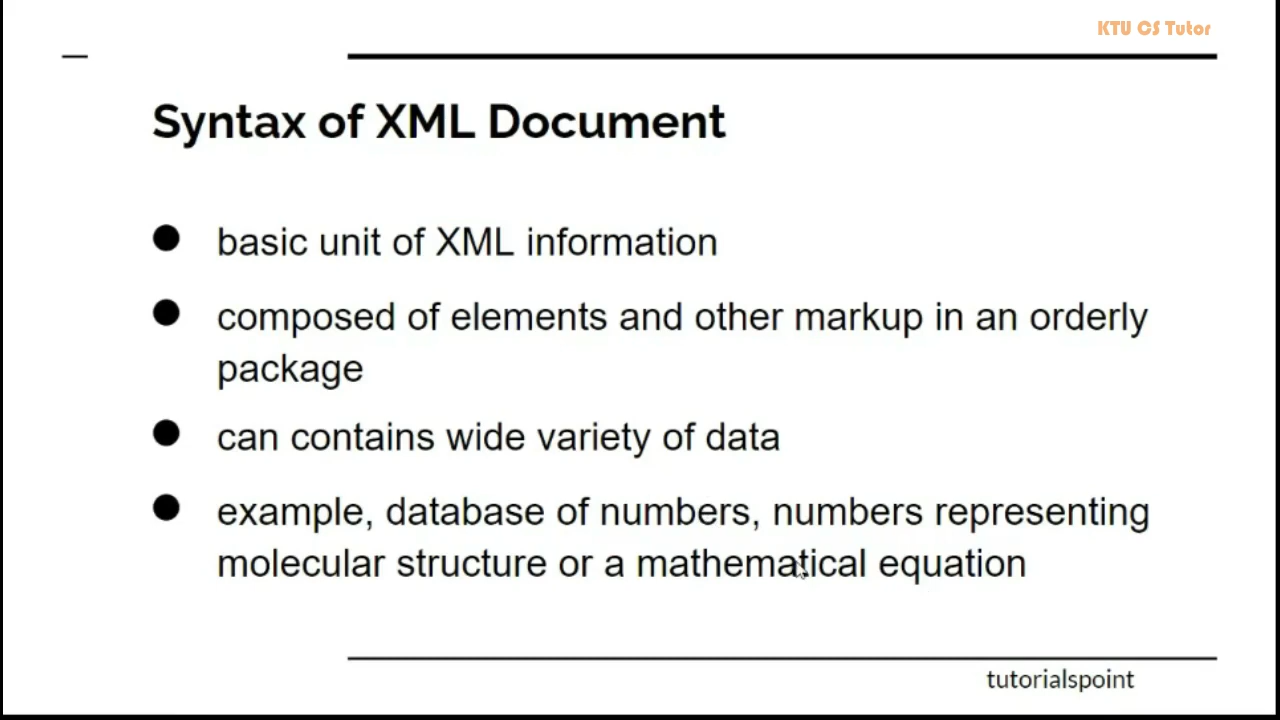 KTU CS Tutor
Syntax of XML Document
basic unit of XML information
composed of elements and other markup in an orderly
package
can contains wide variety of data
example, database of numbers, numbers representing
molecular structure or a mathematical equation
tutorialspoint